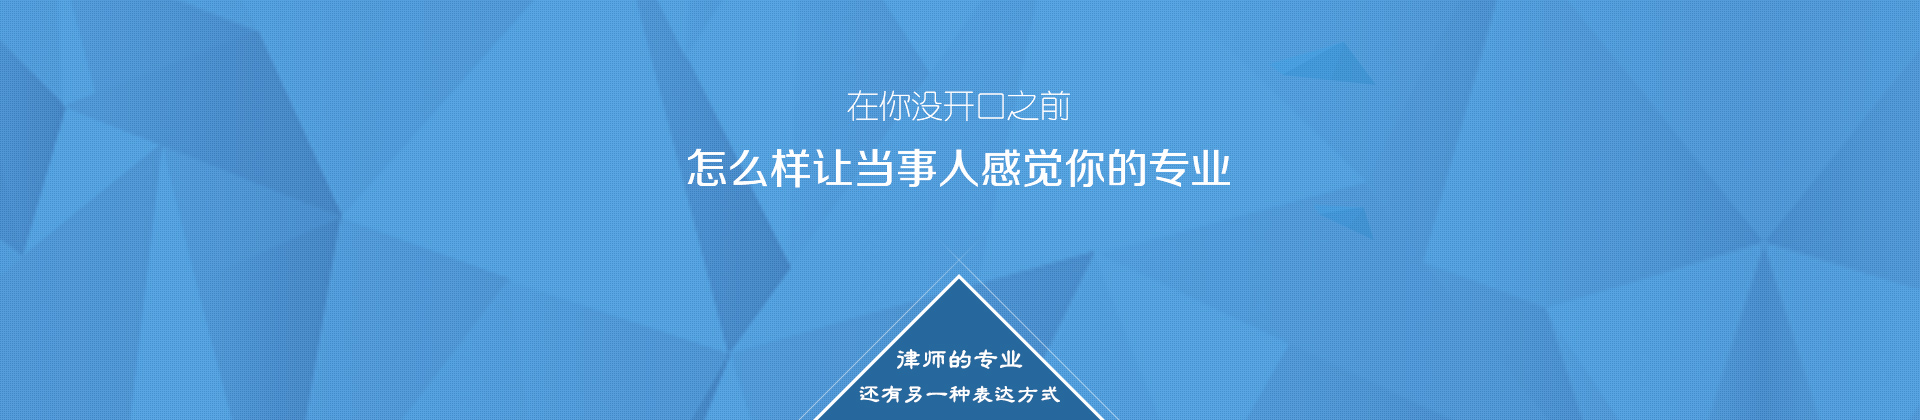 在你没开口之前
怎么样让当事人感觉你的专业
律师的专业
还有另一种表达方式